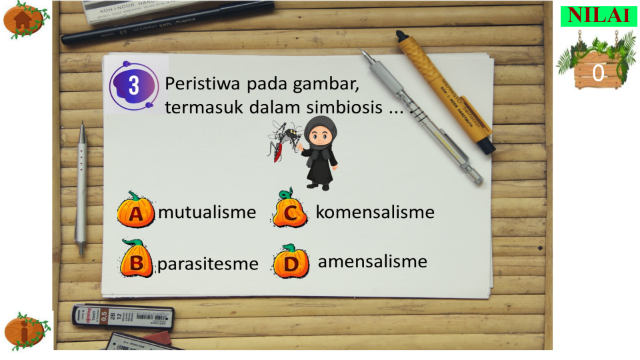 NILAI
0
3
Peristiwa pada gambar,
termasuk dalam simbiosis ... .
A mutualisme
C komensalisme
B parasitesme
D amensalisme
i